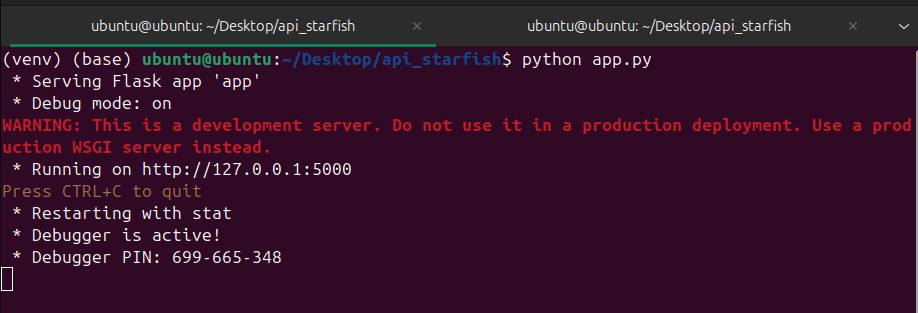 ubuntu@ubuntu: ~/Desktop/api_starfish × ubuntu@ubuntu: ~/Desktop/api_starfish ×
(venv) (base) ubuntu@ubuntu:~/Desktop/api_starfish$ python app.py
 * Serving Flask app 'app'
 * Debug mode: on
WARNING: This is a development server. Do not use it in a production deployment. Use a prod
uction WSGI server instead.
 * Running on http://127.0.0.1:5000
Press CTRL+C to quit
 * Restarting with stat
 * Debugger is active!
 * Debugger PIN: 699-665-348